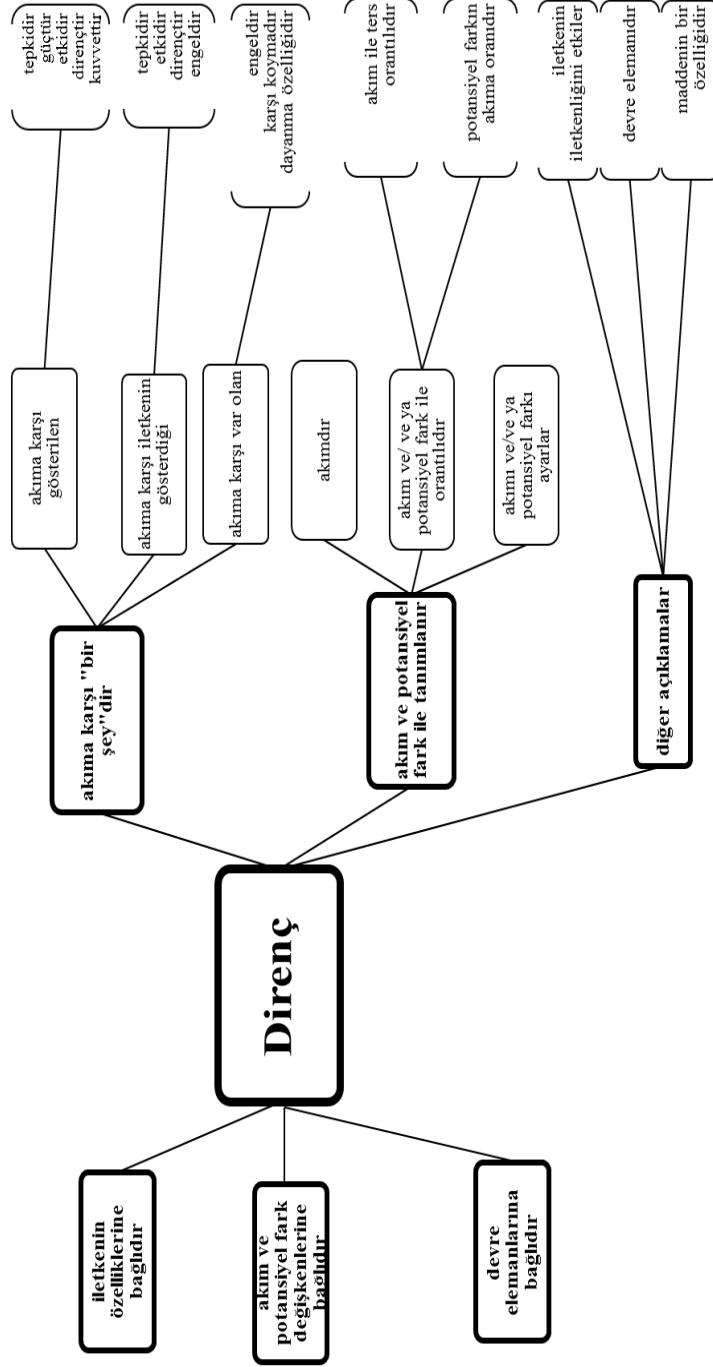 iletkenin
özelliklerine
bağlıdır
akım ve
potansiyel fark
değişkenlerine
bağlıdır
devre
elemanlarına
bağlıdır
Direnç
akıma karşı "bir
şey"dir
akım ve potansiyel
fark ile tanımlanır
diğer açıklamalar
akıma karşı
gösterilen
akıma karşı iletkenin
gösterdiği
akıma karşı var olan
akımdır
akım ve/ ve ya
potansiyel fark ile
orantılıdır
akımı ve/ve ya
potansiyel farkı
ayarlar
tepkidir
güçtür
etkidir
dirençtir
kuvvettir
tepkidir
etkidir
dirençtir
engeldir
engeldir
karşı koymadır
dayanma özelliğidir
akım ile ters
orantılıdır
potansiyel farkın
akıma oranıdır
iletkenin
iletkenliğini etkiler
devre elemanıdır
maddenin bir
özelliğidir